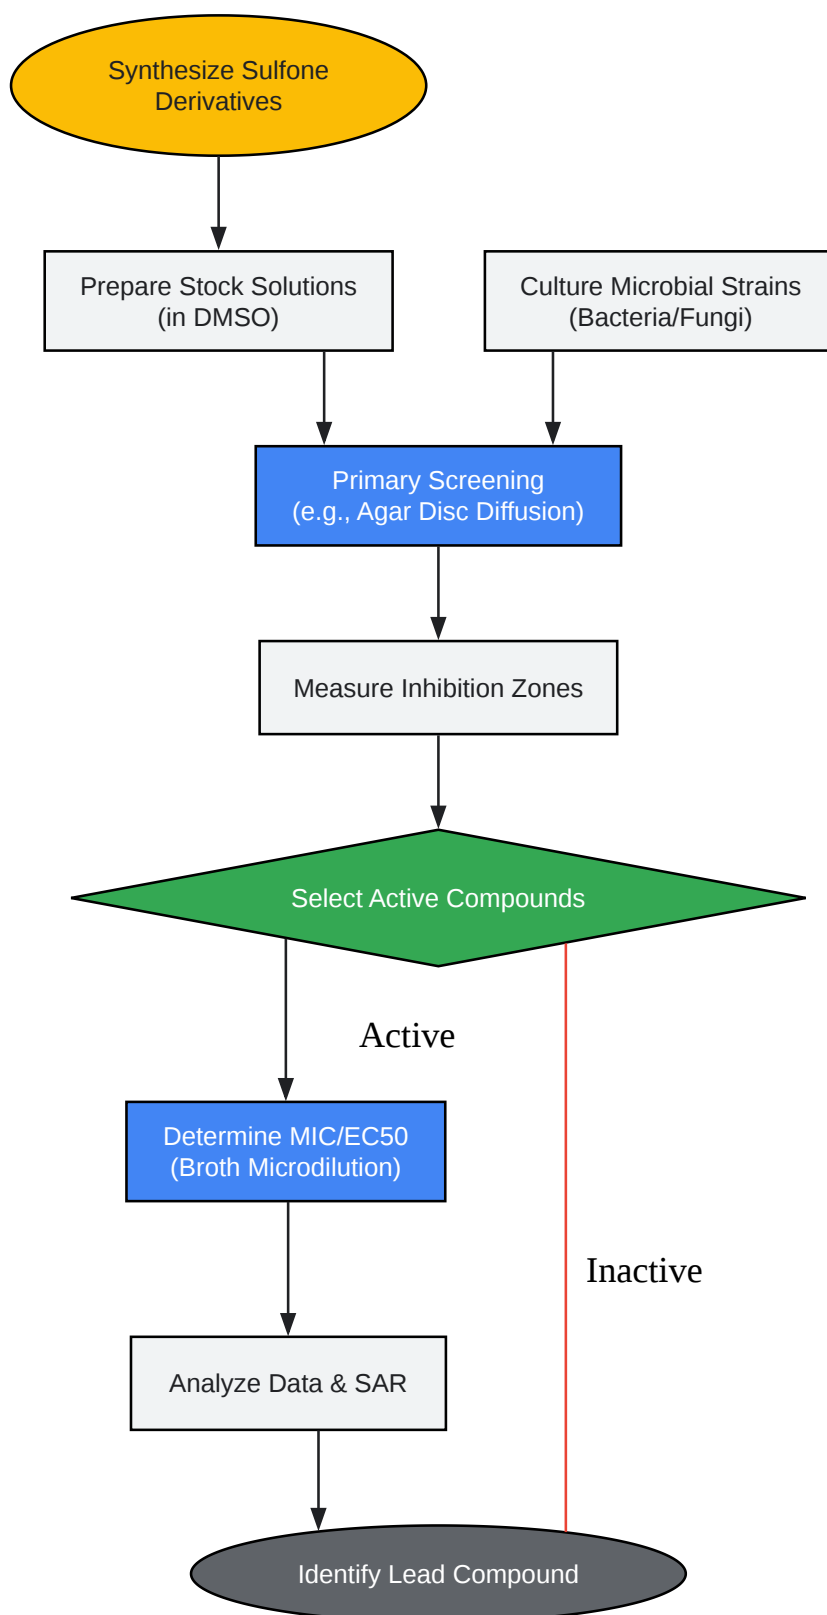 Synthesize Sulfone
Derivatives
Prepare Stock Solutions
(in DMSO)
Culture Microbial Strains
(Bacteria/Fungi)
Primary Screening
(e.g., Agar Disc Diffusion)
Measure Inhibition Zones
Select Active Compounds
Active
Determine MIC/EC50
(Broth Microdilution)
Inactive
Analyze Data & SAR
Identify Lead Compound